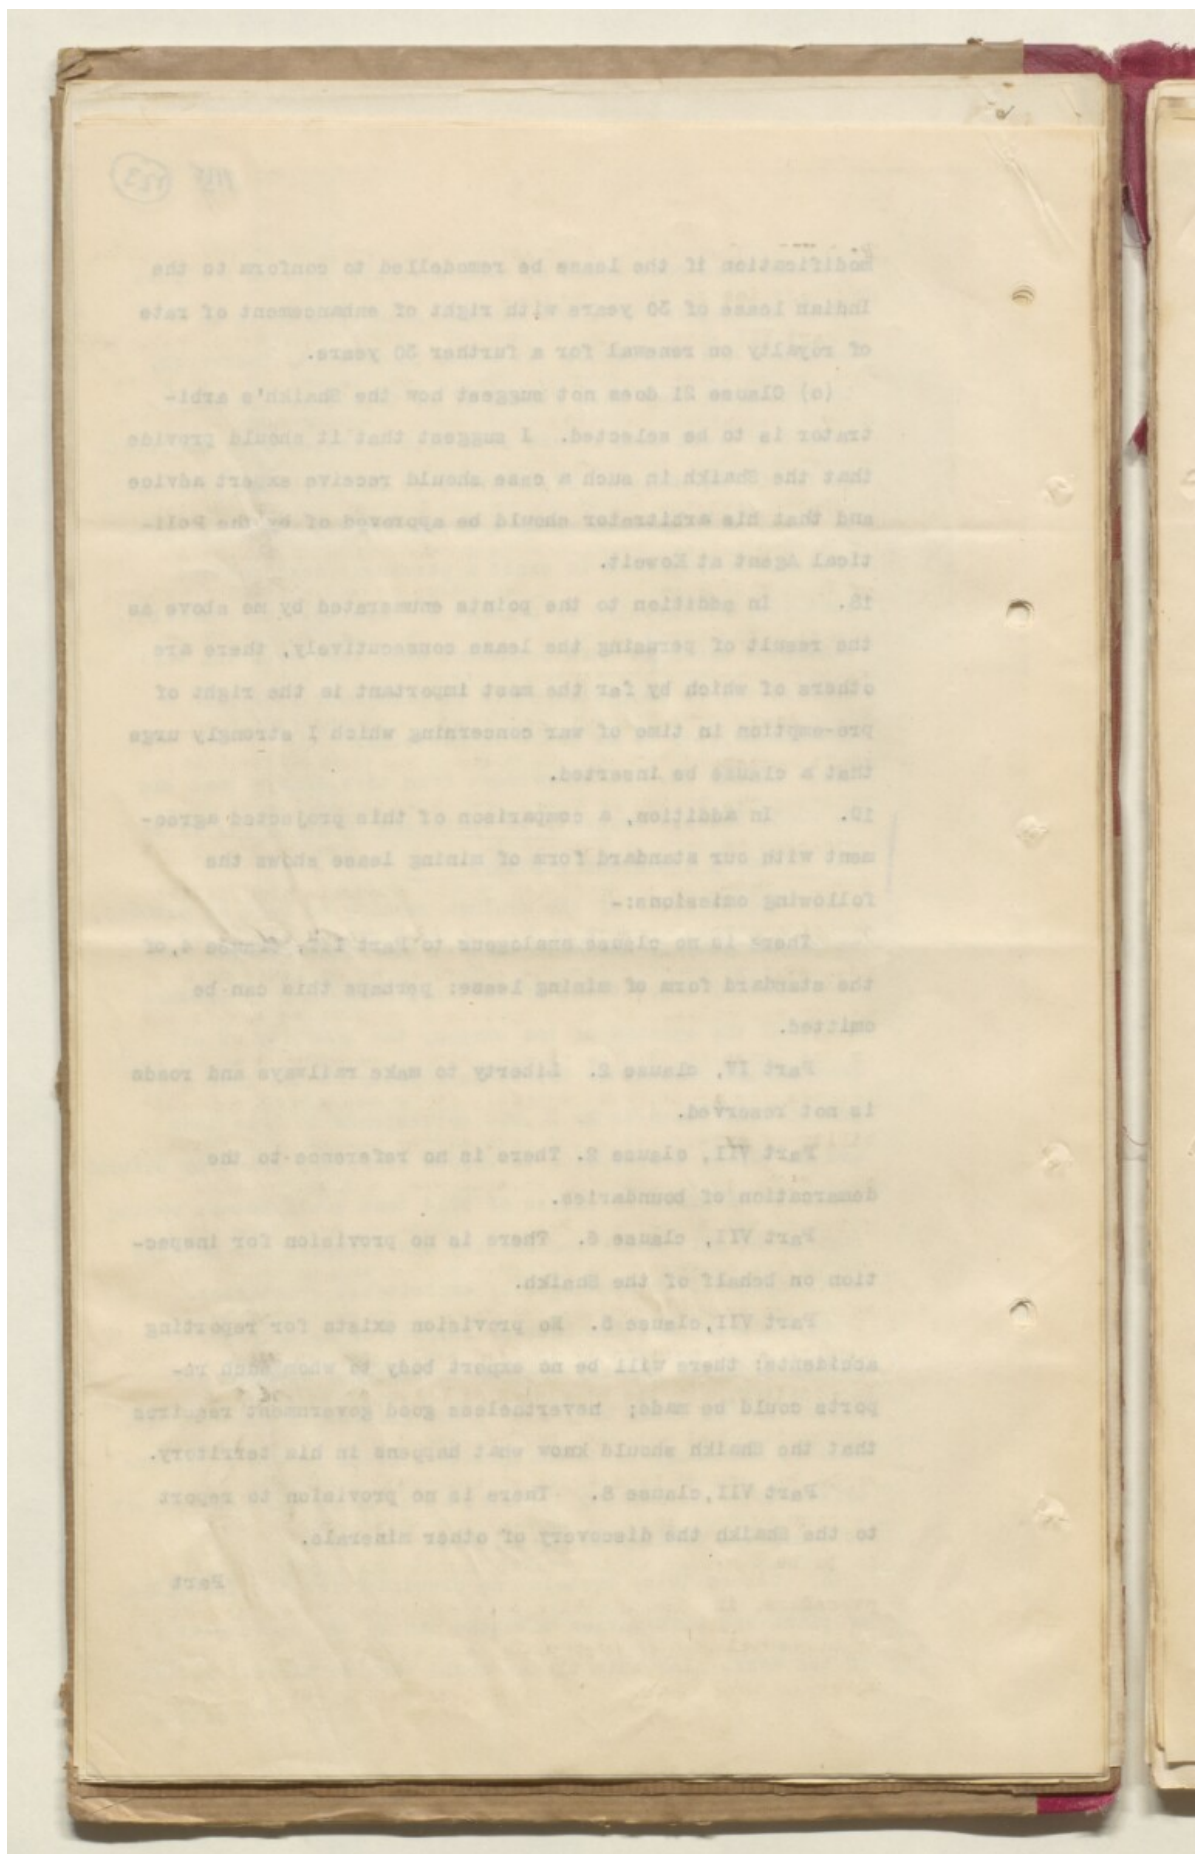 modification if the lease be remodelled to conform to the
Indian lease of 30 years with right of enhancement of rate
of royalty on renewal for a further 30 years.
(c) Clause 21 does not suggest how the Shaikh's arbi-
trator is to be selected. I suggest that it should provide
that the Shaikh in such a case should receive expert advice
and that his arbitrator should be approved of by the Poli-
tical Agent at Koweit.
18. In addition to the points enumerated by me above as
the result of perusing the lease consecutively, there are
others of which by far the most important is the right of
pre-emption in time of war concerning which I strongly urge
that a clause be inserted.
19. In addition, a comparison of this projected agree-
ment with our standard form of mining lease shows the
following omissions:-
There is no clause analogous to Part III, clause 4, of
the standard form of mining lease: perhaps this can be
omitted.
Part IV, clause 2. Liberty to make railways and roads
is not reserved.
Part VII, clause 2. There is no reference to the
demarcation of boundaries.
Part VII, clause 6. There is no provision for inspec-
tion on behalf of the Shaikh.
Part VII, clause 8. No provision exists for reporting
accidents: there will be no expert body to whom such re-
ports could be made; nevertheless good government requires
that the Shaikh should know what happens in his territory.
Part VII, clause 8. There is no provision to report
to the Shaikh the discovery of other minerals.
Part